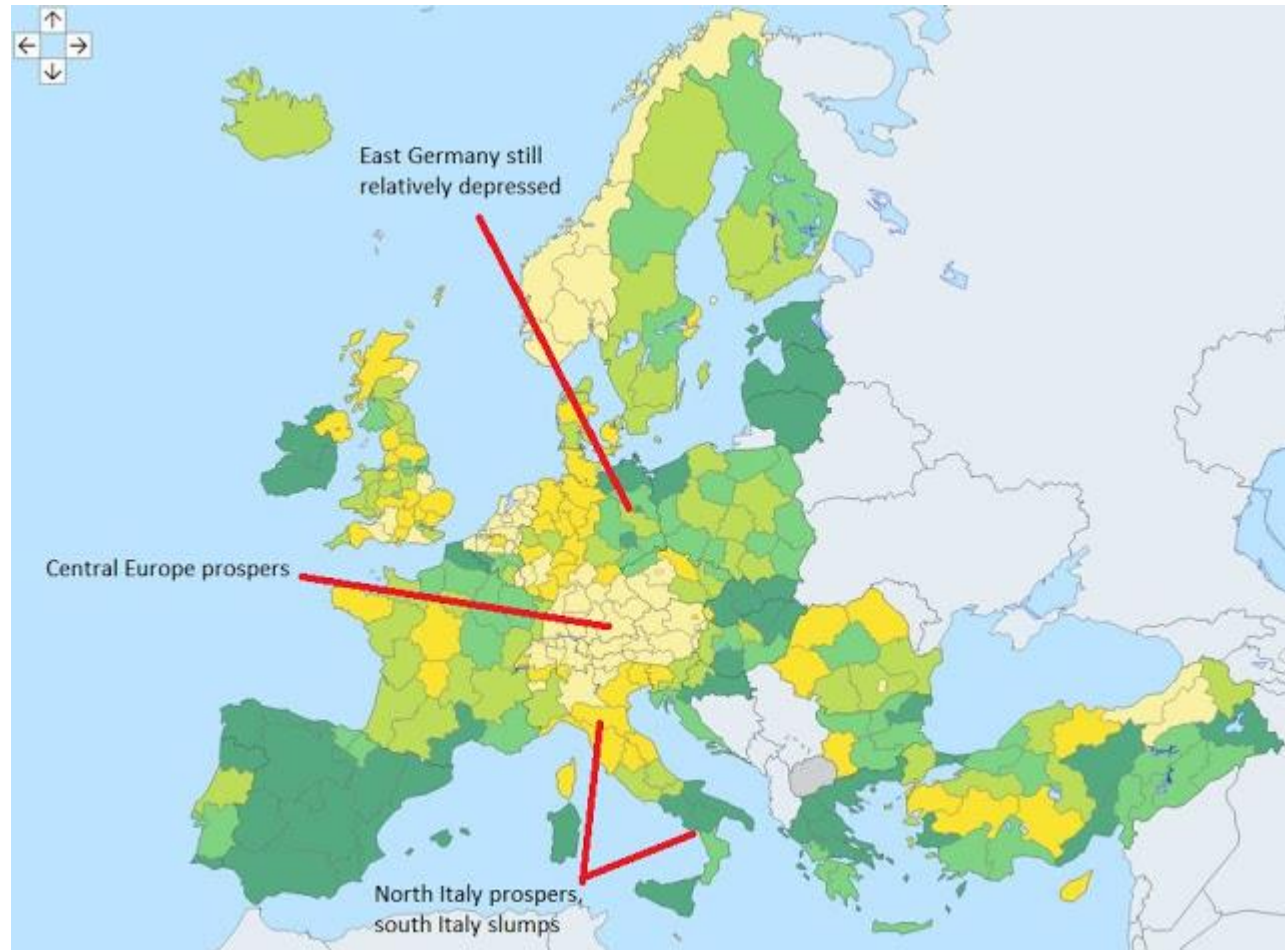 East Germany still
relatively depressed
Central Europe prospers
North Italy prospers,
south Italy slumps